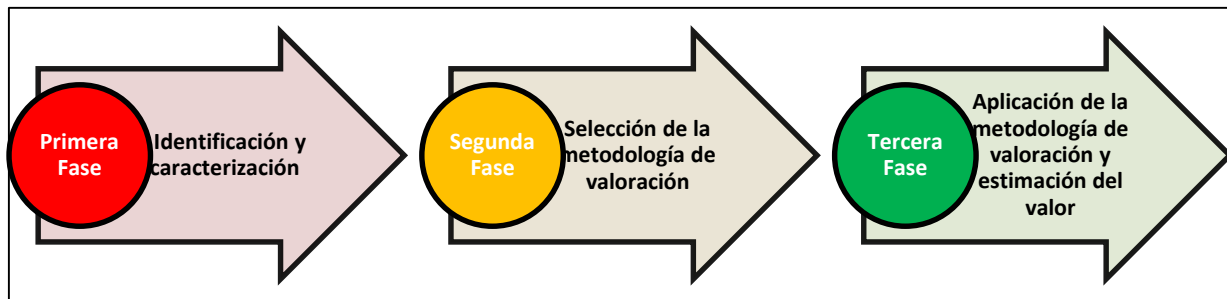 Primera
Fase
Identificación y
caracterización
Segunda
Fase
Selección de la
metodología de
valoración
Tercera
Fase
Aplicación de la
metodología de
valoración y
estimación del
valor